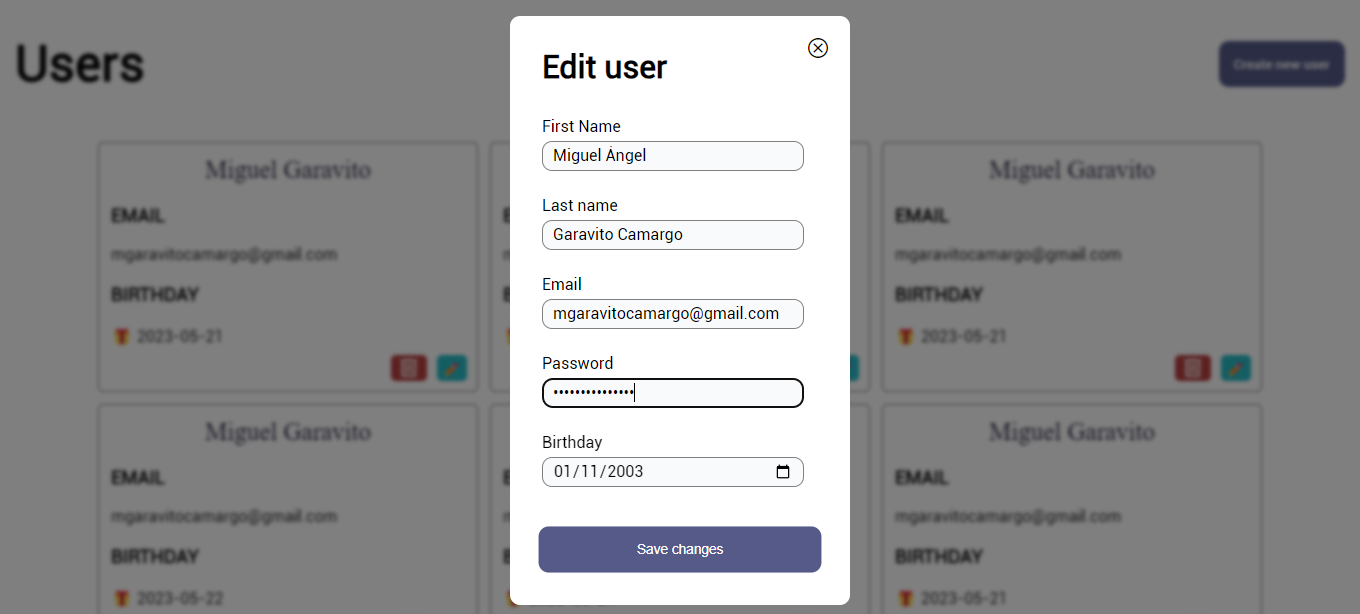 Users
Create new user
Edit user
First Name
Miguel Ángel
Last name
Garavito Camargo
Email
mgaravitocamargo@gmail.com
Password
•••••••••••••••
Birthday
01/11/2003
Save changes
Miguel Garavito
EMAIL
mgaravitocamargo@gmail.com
BIRTHDAY
2023-05-21
Miguel Garavito
EMAIL
mgaravitocamargo@gmail.com
BIRTHDAY
2023-05-21
Miguel Garavito
EMAIL
mgaravitocamargo@gmail.com
BIRTHDAY
2023-05-22
Miguel Garavito
EMAIL
mgaravitocamargo@gmail.com
BIRTHDAY
2023-05-21